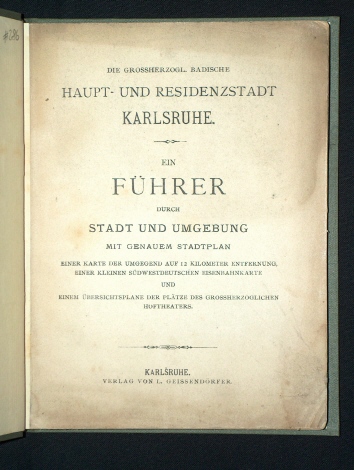 DIE GROSSHERZOGL. BADISCHE
HAUPT- UND RESIDENZSTADT
KARLSRUHE.
EIN
FÜHRER
DURCH
STADT UND UMGEBUNG
MIT GENAUEM STADTPLAN
EINER KARTE DER UMGEGEND AUF 12 KILOMETER ENTFERNUNG,
EINER KLEINEN SÜDWESTDEUTSCHEN EISENBAHNKARTE
UND
EINEM ÜBERSICHTSPLANE DER PLÄTZE DES GROSSHERZOGLICHEN
HOFTHEATERS.
KARLSRUHE.
VERLAG VON L. GEISSENDÖRFER.